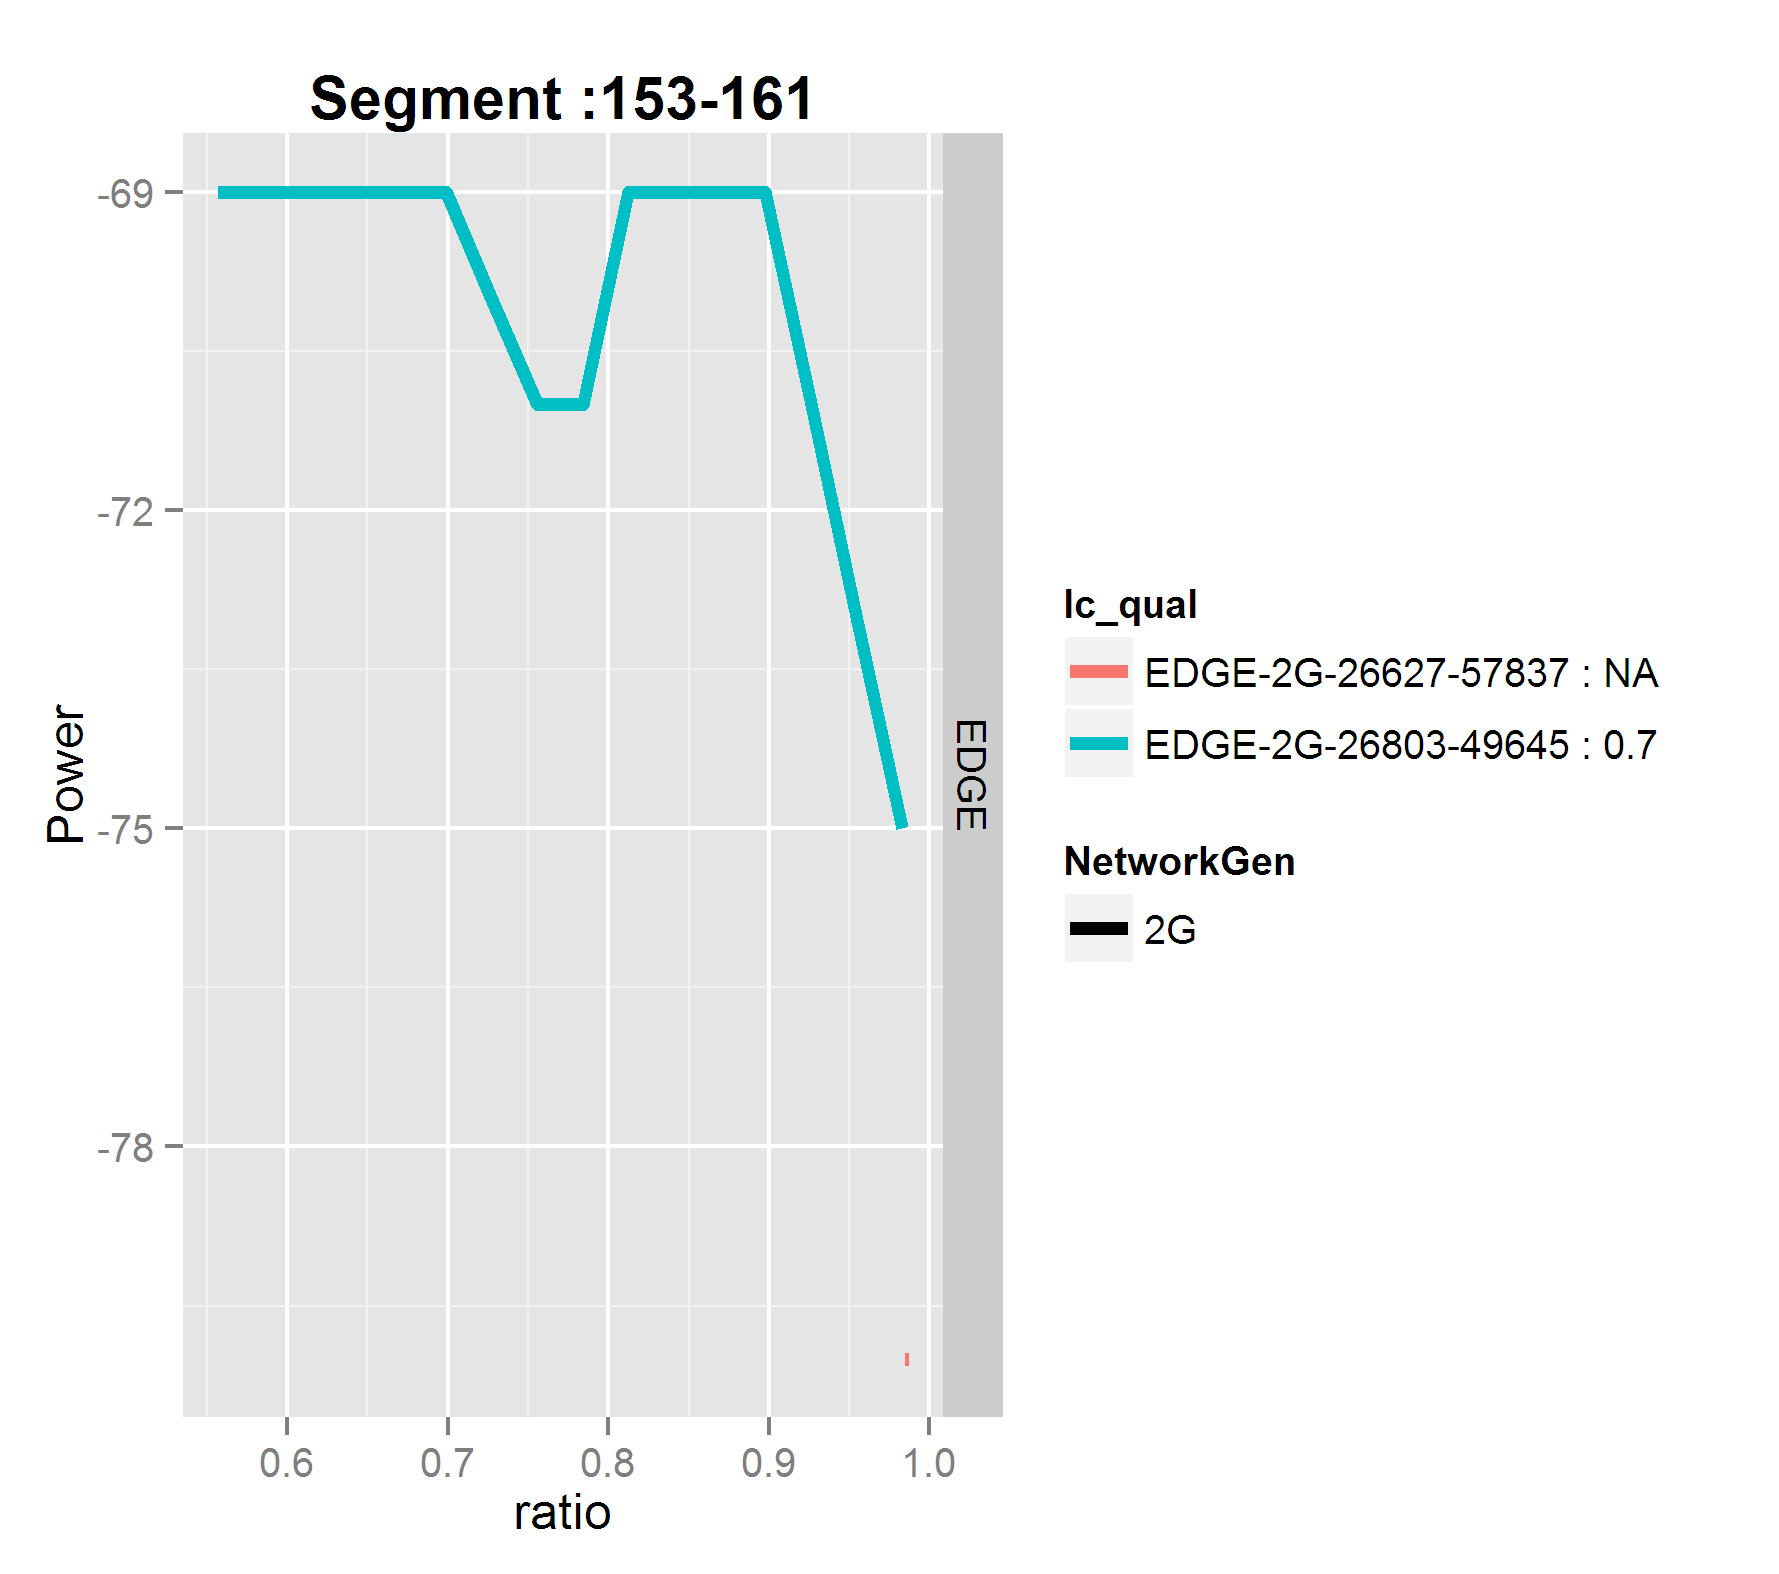 Segment :153-161
-69
-72
-75
-78
Power
0.6 0.7 0.8 0.9 1.0
ratio
EDGE
lc_qual
EDGE-2G-26627-57837 : NA
EDGE-2G-26803-49645 : 0.7
NetworkGen
2G